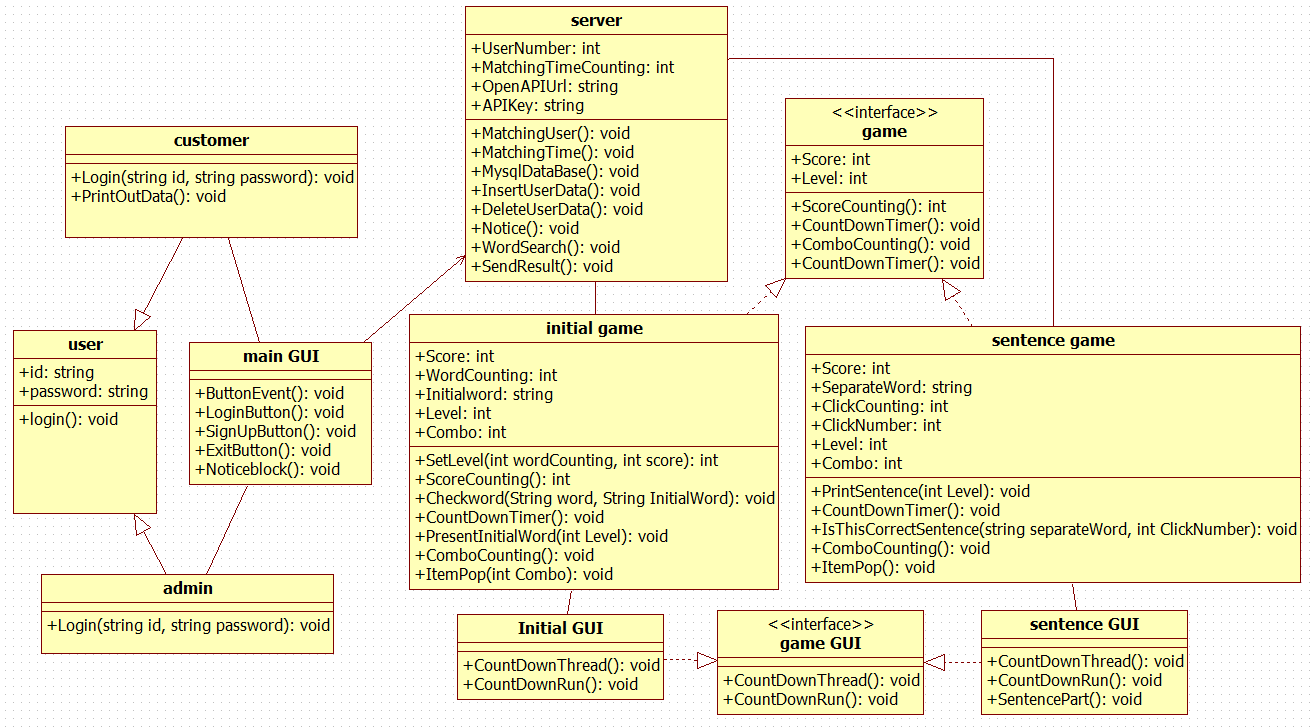 server
+UserNumber: int
+MatchingTimeCounting: int
+OpenAPIUrl: string
+APIKey: string
+MatchingUser(): void
+MatchingTime(): void
+MysqlDataBase(): void
+InsertUserData(): void
+DeleteUserData(): void
+Notice(): void
+WordSearch(): void
+SendResult(): void
<<interface>>
game
+Score: int
+Level: int
+ScoreCounting(): int
+CountDownTimer(): void
+ComboCounting(): void
+CountDownTimer(): void
customer
+Login(string id, string password): void
+PrintOutData(): void
user
+id: string
+password: string
+login(): void
main GUI
+ButtonEvent(): void
+LoginButton(): void
+SignUpButton(): void
+ExitButton(): void
+Noticeblock(): void
initial game
+Score: int
+WordCounting: int
+Initialword: string
+Level: int
+Combo: int
+SetLevel(int wordCounting, int score): int
+ScoreCounting(): int
+Checkword(String word, String InitialWord): void
+CountDownTimer(): void
+PresentInitialWord(int Level): void
+ComboCounting(): void
+ItemPop(int Combo): void
sentence game
+Score: int
+SeparateWord: string
+ClickCounting: int
+ClickNumber: int
+Level: int
+Combo: int
+PrintSentence(int Level): void
+CountDownTimer(): void
+IsThisCorrectSentence(string separateWord, int ClickNumber): void
+ComboCounting(): void
+ItemPop(): void
admin
+Login(string id, string password): void
Initial GUI
+CountDownThread(): void
+CountDownRun(): void
<<interface>>
game GUI
+CountDownThread(): void
+CountDownRun(): void
sentence GUI
+CountDownThread(): void
+CountDownRun(): void
+SentencePart(): void